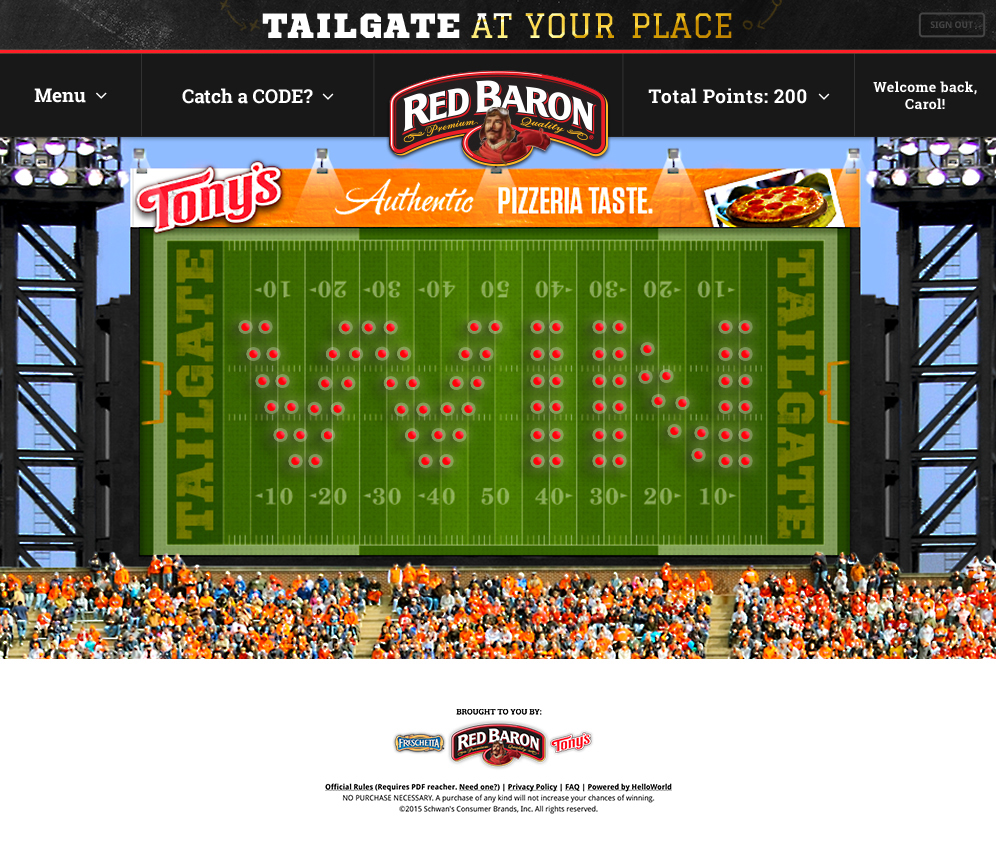 TAILGATE AT YOUR PLACE
SIGN OUT
Menu
Catch a CODE?
RED BARON
Premium Quality
Total Points: 200
Welcome back,
Carol!
Tony's
Authentic PIZZERIA TASTE.
TAILGATE
10 20 30 40 50 40 30 20 10
WIN
10 20 30 40 50 40 30 20 10
TAILGATE
BROUGHT TO YOU BY:
FRESCHETTA
RED BARON
Premium Quality
Tony's
Official Rules (Requires PDF reacher. Need one?) | Privacy Policy | FAQ | Powered by HelloWorld
NO PURCHASE NECESSARY. A purchase of any kind will not increase your chances of winning.
©2015 Schwan's Consumer Brands, Inc. All rights reserved.